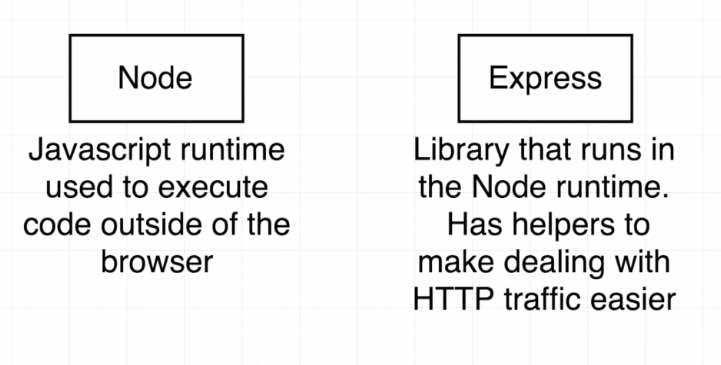 Node
Javascript runtime
used to execute
code outside of the
browser
Express
Library that runs in
the Node runtime.
Has helpers to
make dealing with
HTTP traffic easier